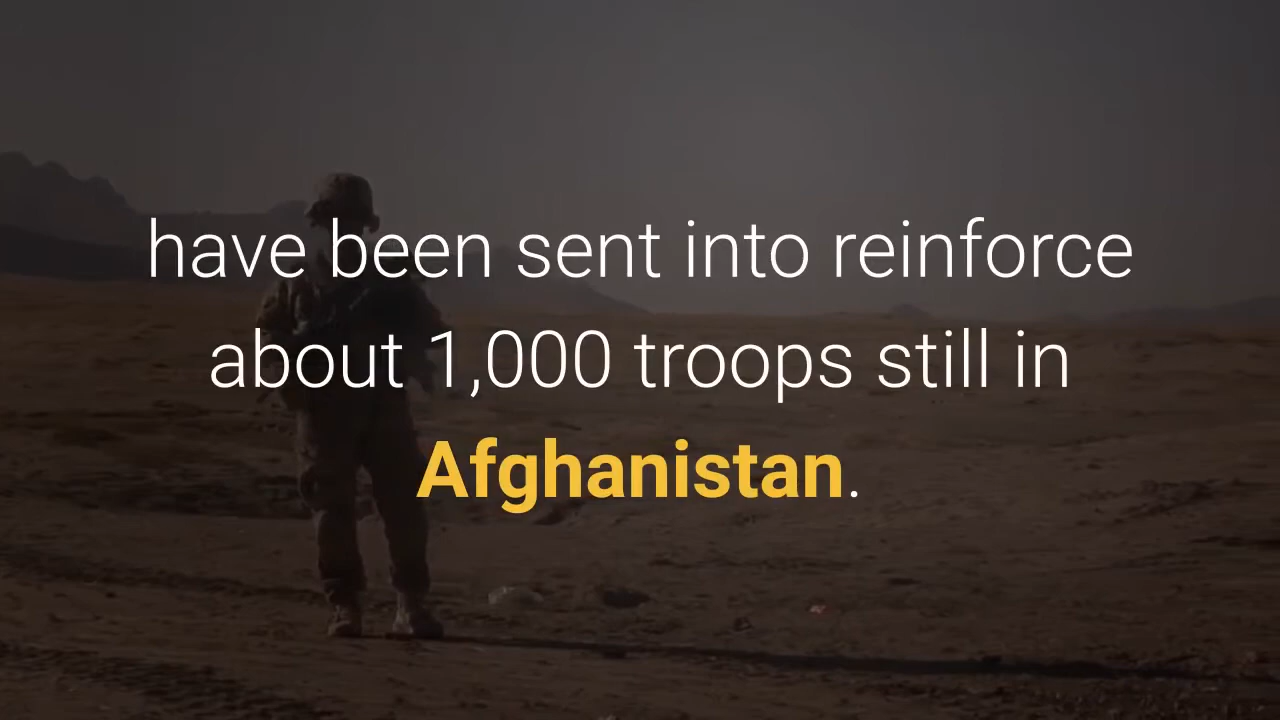 have been sent into reinforce
about 1,000 troops still in
Afghanistan.